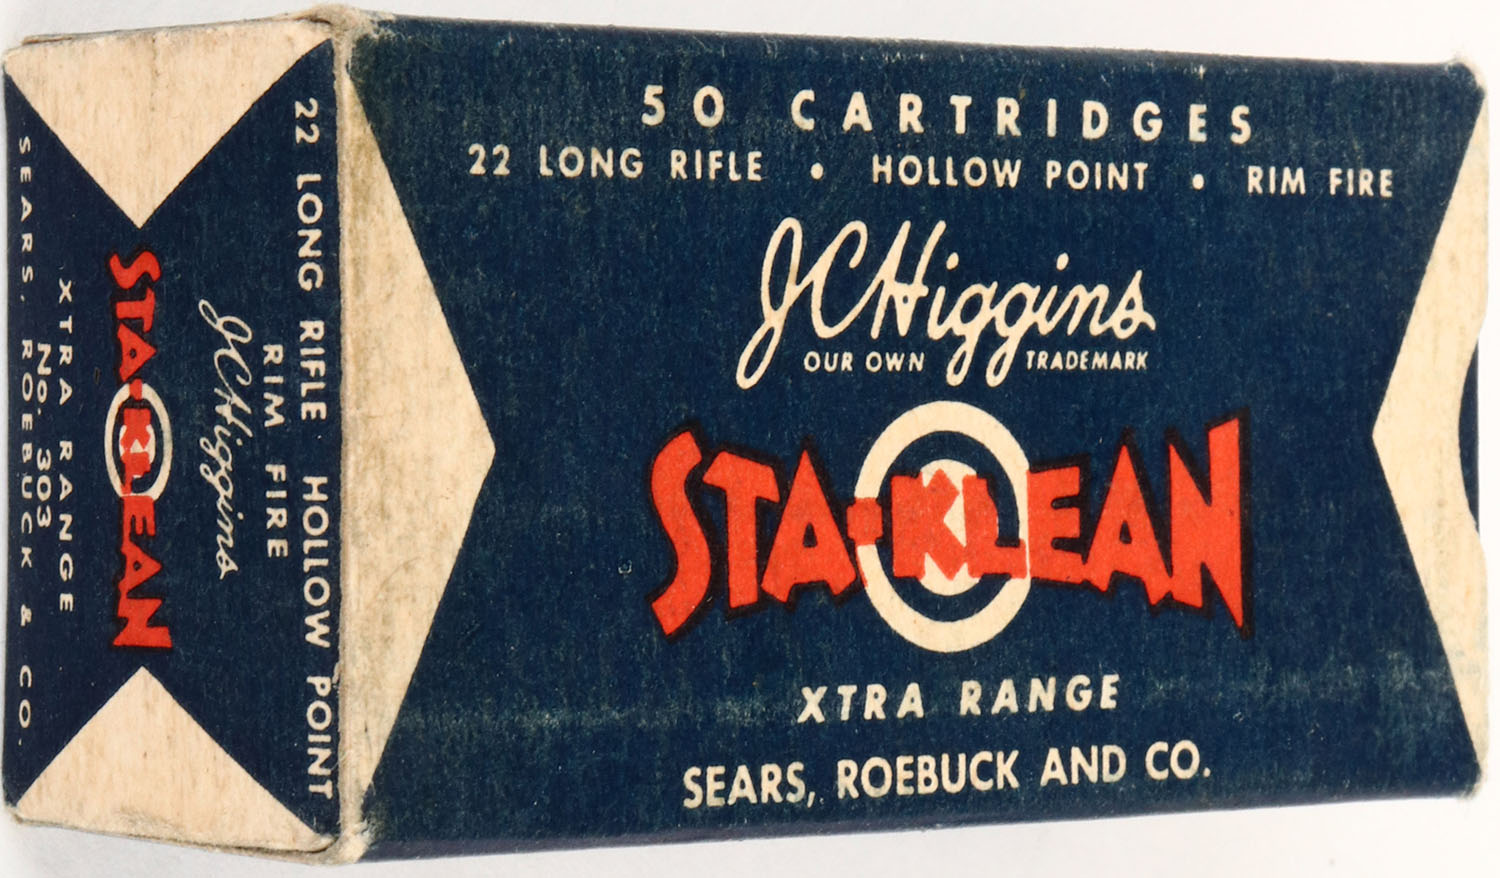 50 CARTRIDGES
22 LONG RIFLE • HOLLOW POINT • RIM FIRE
JCHiggins
OUR OWN TRADEMARK
STA-KLEAN
XTRA RANGE
SEARS, ROEBUCK AND CO.
22 LONG RIFLE HOLLOW POINT
RIM FIRE
JCHiggins
STA-KLEAN
XTRA RANGE
NO. 303
SEARS, ROEBUCK & CO.